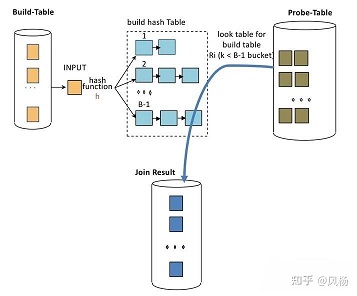 Build-Table
build hash Table
look table for
build table
Ri (k < B-1 bucket)
Probe-Table
INPUT
hash
function
h
1
2
B-1
Join Result
知乎 @风杨